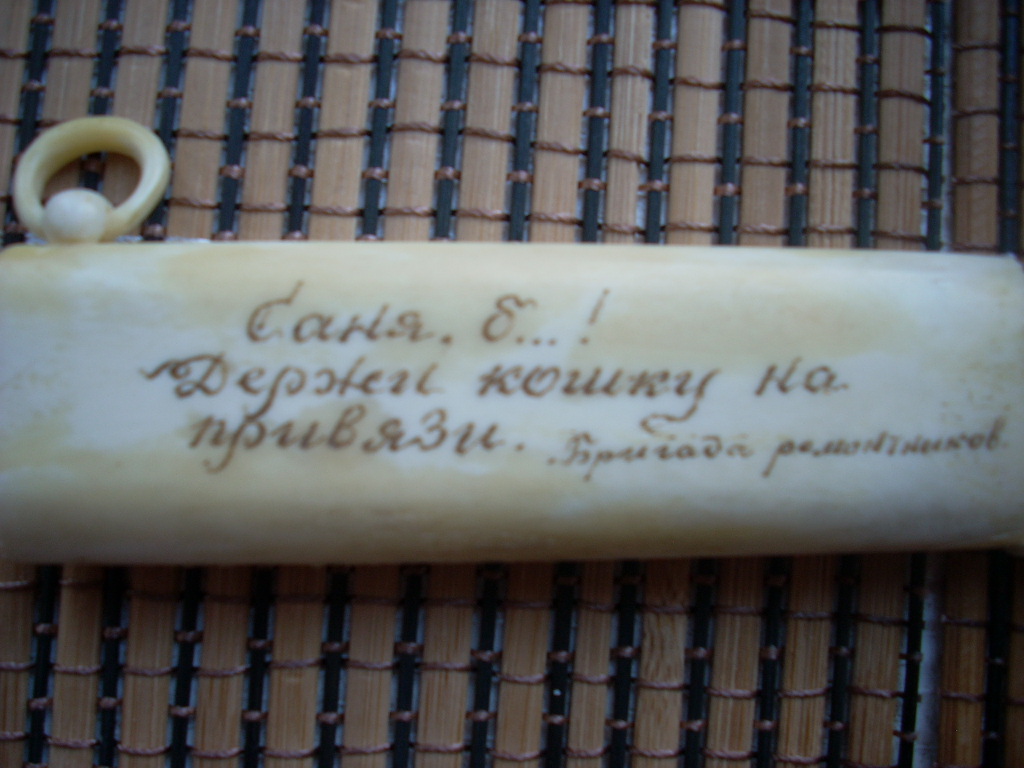 Саня, б...!
Держи кошку на
привязи.
Бригада ремонтников.